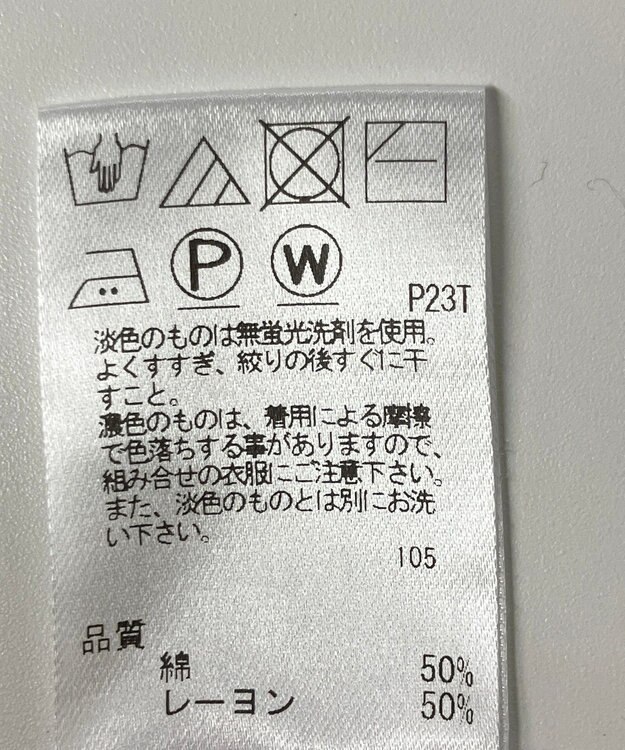 P
W
P23T
淡色のものは無蛍光洗剤を使用。
よくすすぎ、絞りの後すぐに干
すこと。
濃色のものは、着用による摩擦
で色落ちする事がありますので、
組み合せの衣服にご注意下さい。
また、淡色のものとは別にお洗
い下さい。
105
品質
綿 50%
レーヨン 50%